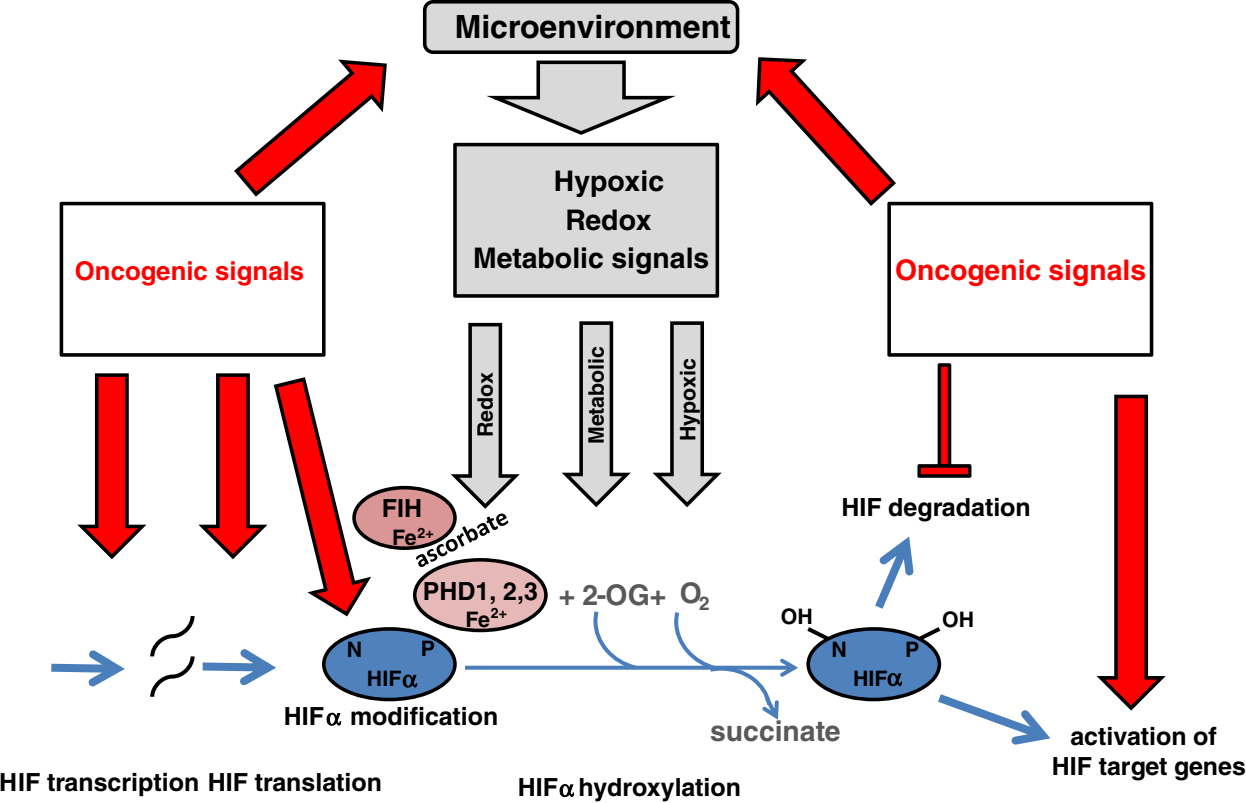 Microenvironment
Hypoxic
Redox
Metabolic signals
Oncogenic signals
Oncogenic signals
Redox
Metabolic
Hypoxic
FIH
Fe²⁺
ascorbate
HIF degradation
PHD1, 2,3
Fe²⁺
+ 2-OG+ O₂
OH
OH
N P
HIFα
N P
HIFα
HIFα modification
succinate
activation of
HIF target genes
HIF transcription
HIF translation
HIFα hydroxylation